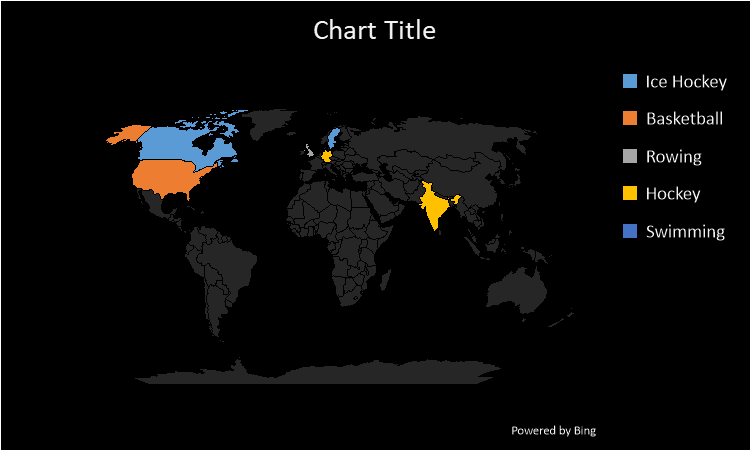 Chart Title
Ice Hockey
Basketball
Rowing
Hockey
Swimming
Powered by Bing